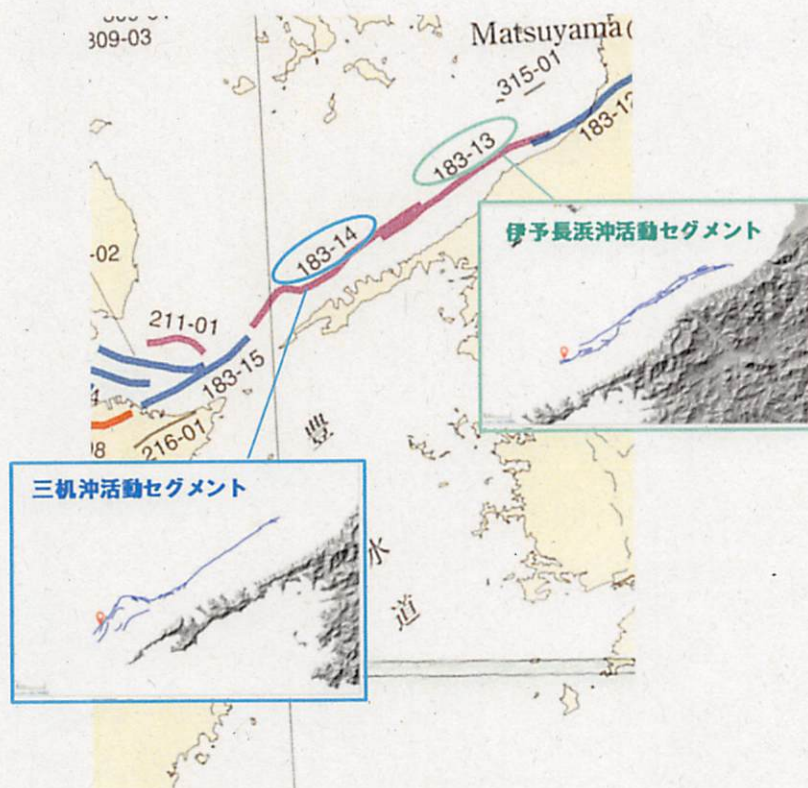 309-03
Matsuyama(
315-01
183-12
183-13
伊予長浜沖活動セグメント
183-14
-02
211-01
183-15
216-01
豊
三机沖活動セグメント
水
道